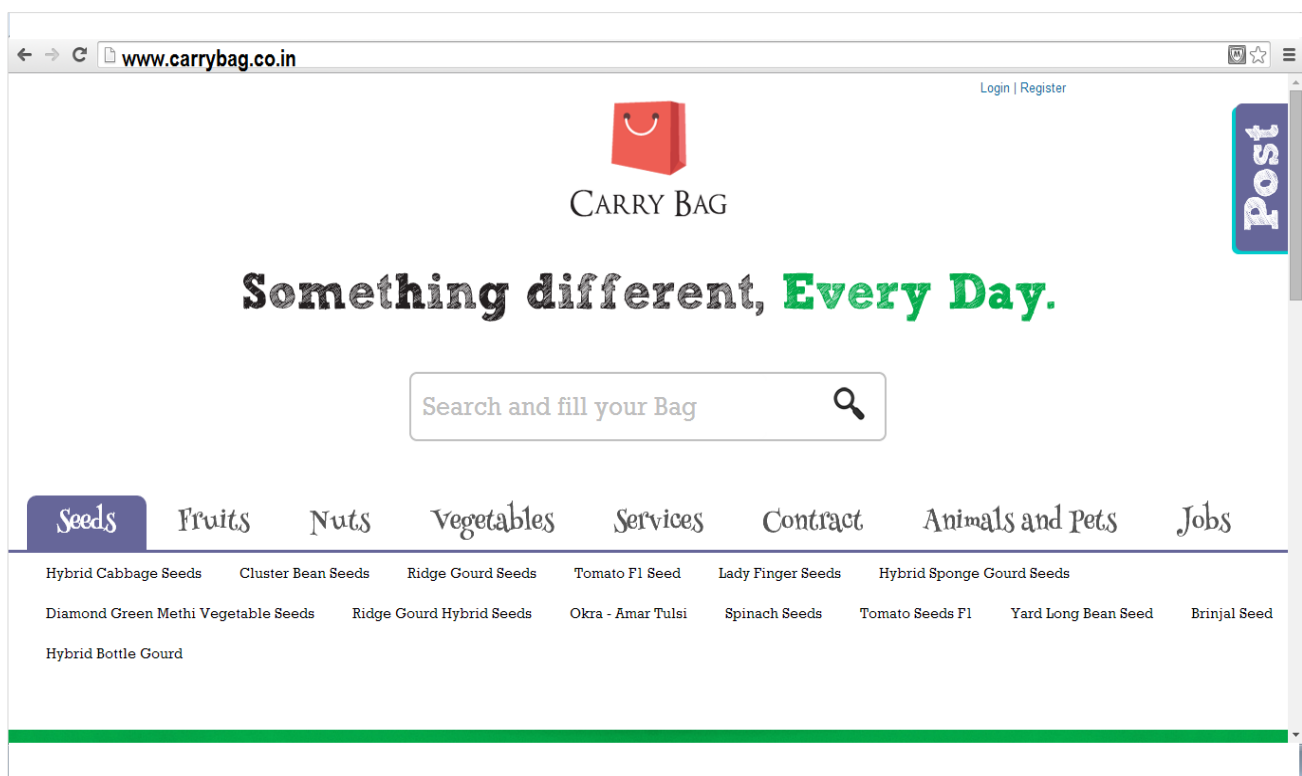 www.carrybag.co.in
Login | Register
Post
CARRY BAG
Something different, Every Day.
Search and fill your Bag
Seeds Fruits Nuts Vegetables Services Contract Animals and Pets Jobs
Hybrid Cabbage Seeds Cluster Bean Seeds Ridge Gourd Seeds Tomato F1 Seed Lady Finger Seeds Hybrid Sponge Gourd Seeds
Diamond Green Methi Vegetable Seeds Ridge Gourd Hybrid Seeds Okra - Amar Tulsi Spinach Seeds Tomato Seeds F1 Yard Long Bean Seed Brinjal Seed
Hybrid Bottle Gourd